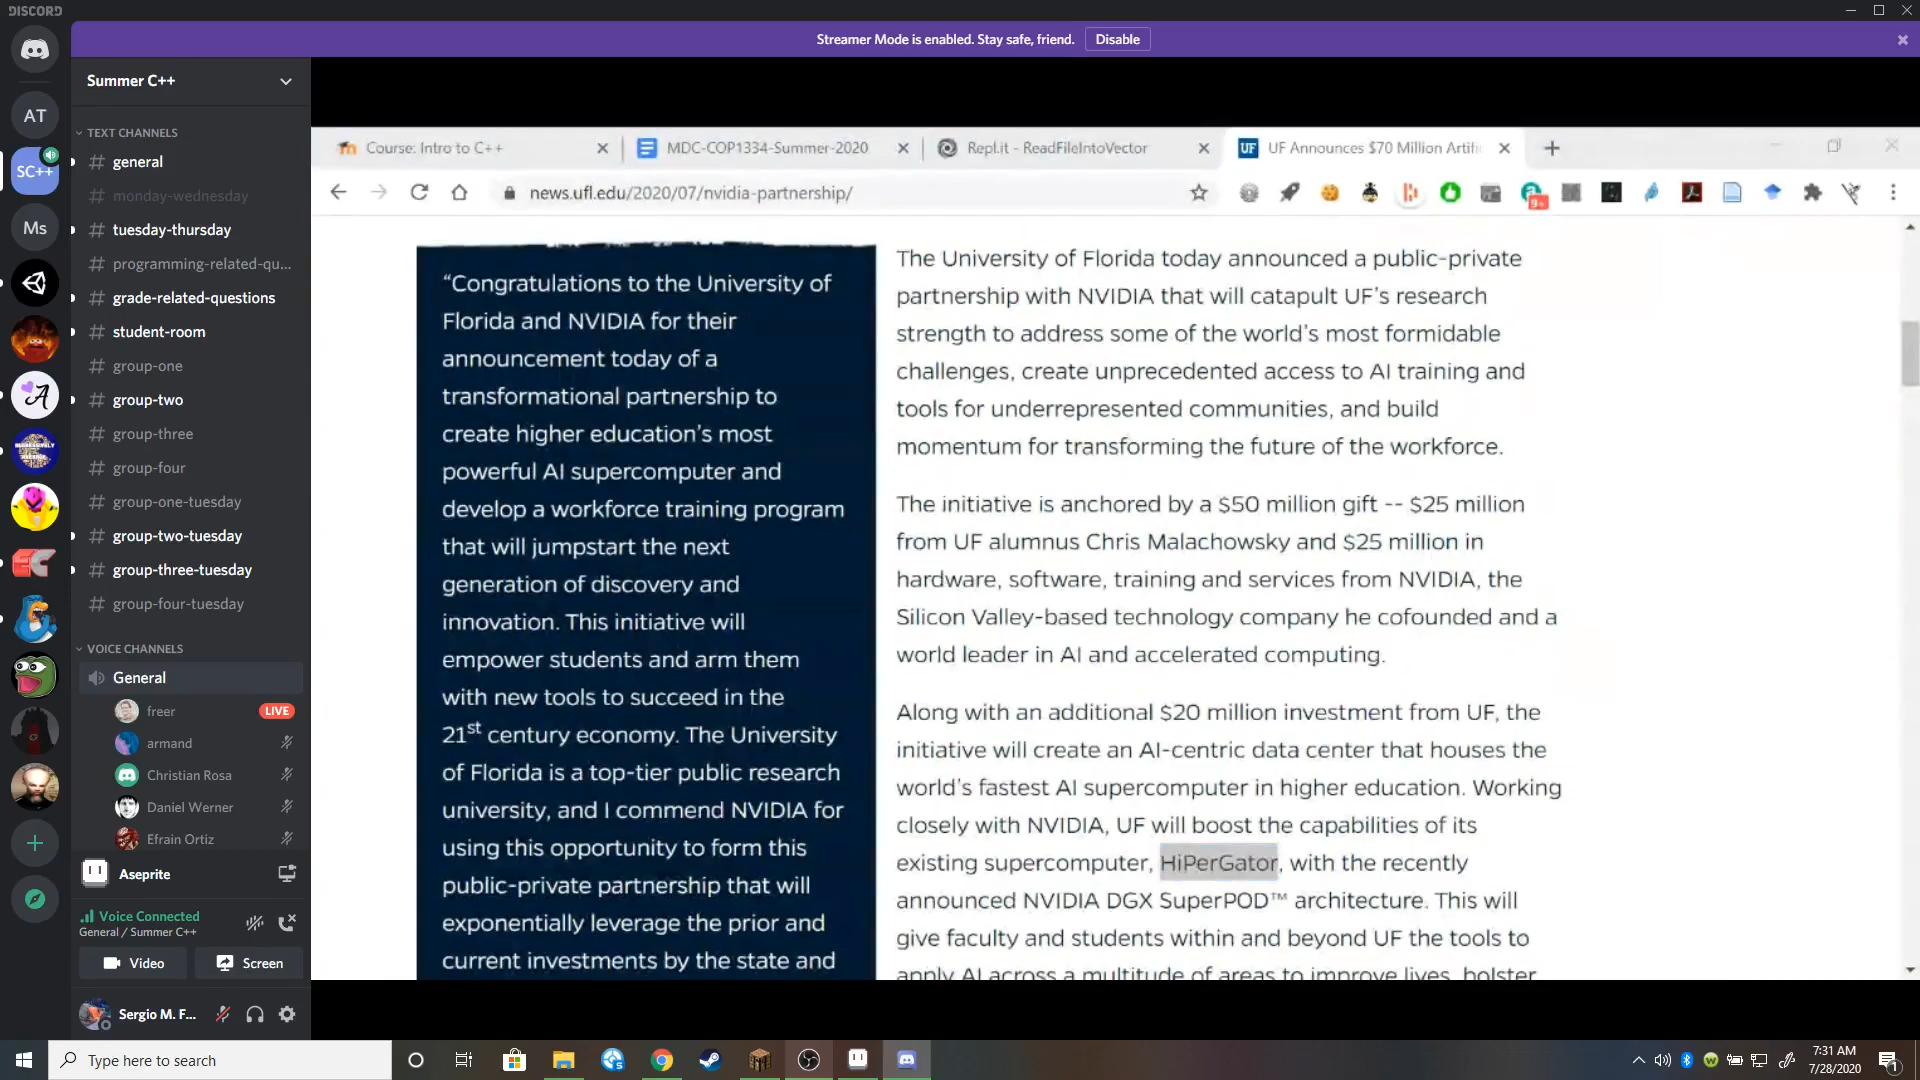 DISCORD
Streamer Mode is enabled. Stay safe, friend. Disable
AT
SC++
Ms
Summer C++
TEXT CHANNELS
# general
# monday-wednesday
# tuesday-thursday
# programming-related-qu...
# grade-related-questions
# student-room
# group-one
# group-two
# group-three
# group-four
# group-one-tuesday
# group-two-tuesday
# group-three-tuesday
# group-four-tuesday
VOICE CHANNELS
General
freer LIVE
armand
Christian Rosa
Daniel Werner
Efrain Ortiz
Aseprite
Voice Connected
General / Summer C++
Video Screen
Sergio M. F...
Course: Intro to C++
MDC-COP1334-Summer-2020
Repl.it - ReadFileIntoVector
UF UF Announces $70 Million Artifi
news.ufl.edu/2020/07/nvidia-partnership/
9+
“Congratulations to the University of
Florida and NVIDIA for their
announcement today of a
transformational partnership to
create higher education’s most
powerful AI supercomputer and
develop a workforce training program
that will jumpstart the next
generation of discovery and
innovation. This initiative will
empower students and arm them
with new tools to succeed in the
21st century economy. The University
of Florida is a top-tier public research
university, and I commend NVIDIA for
using this opportunity to form this
public-private partnership that will
exponentially leverage the prior and
current investments by the state and
The University of Florida today announced a public-private
partnership with NVIDIA that will catapult UF’s research
strength to address some of the world’s most formidable
challenges, create unprecedented access to AI training and
tools for underrepresented communities, and build
momentum for transforming the future of the workforce.
The initiative is anchored by a $50 million gift -- $25 million
from UF alumnus Chris Malachowsky and $25 million in
hardware, software, training and services from NVIDIA, the
Silicon Valley-based technology company he cofounded and a
world leader in AI and accelerated computing.
Along with an additional $20 million investment from UF, the
initiative will create an AI-centric data center that houses the
world’s fastest AI supercomputer in higher education. Working
closely with NVIDIA, UF will boost the capabilities of its
existing supercomputer, HiPerGator, with the recently
announced NVIDIA DGX SuperPOD™ architecture. This will
give faculty and students within and beyond UF the tools to
apply AI across a multitude of areas to improve lives, bolster
Type here to search
7:31 AM
7/28/2020
1